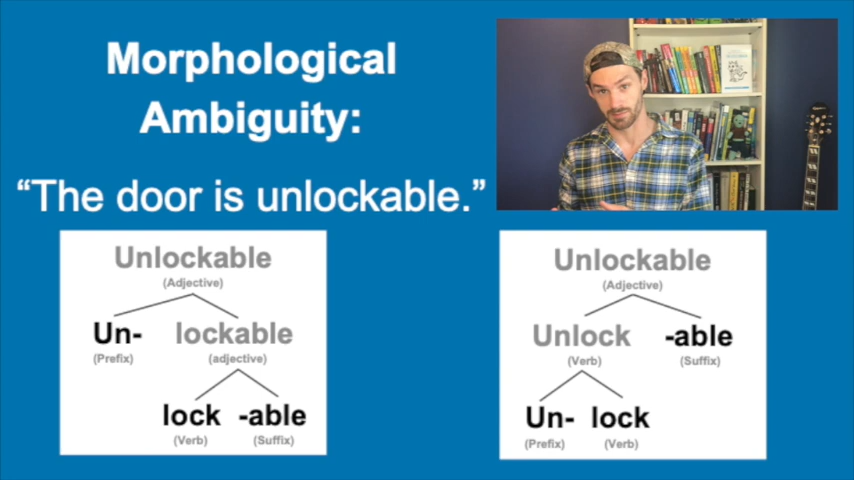 Morphological
Ambiguity:
“The door is unlockable.”
Unlockable
(Adjective)
Un- lockable
(Prefix) (adjective)
lock -able
(Verb) (Suffix)
Unlockable
(Adjective)
Unlock -able
(Verb) (Suffix)
Un- lock
(Prefix) (Verb)